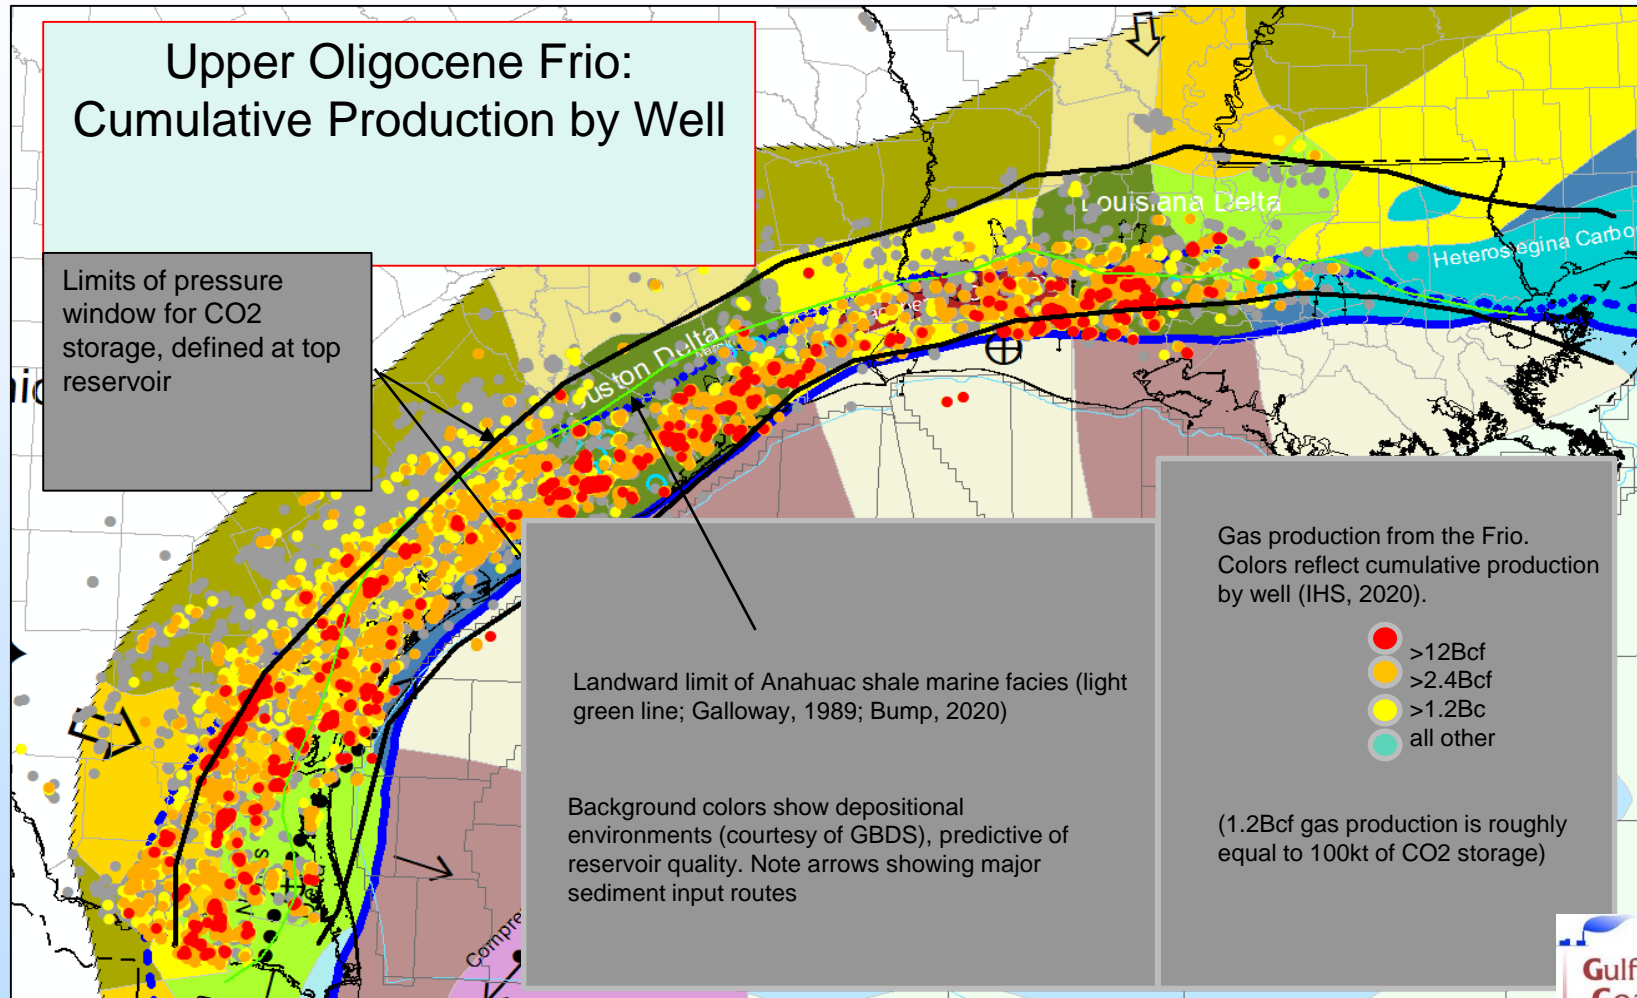 Upper Oligocene Frio:
Cumulative Production by Well
Limits of pressure
window for CO2
storage, defined at top
reservoir
Louisiana Delta
Heterostegina Carbo
uston Delta
Landward limit of Anahuac shale marine facies (light
green line; Galloway, 1989; Bump, 2020)
Background colors show depositional
environments (courtesy of GBDS), predictive of
reservoir quality. Note arrows showing major
sediment input routes
Gas production from the Frio.
Colors reflect cumulative production
by well (IHS, 2020).
>12Bcf
>2.4Bcf
>1.2Bc
all other
(1.2Bcf gas production is roughly
equal to 100kt of CO2 storage)
Compre
Gulf